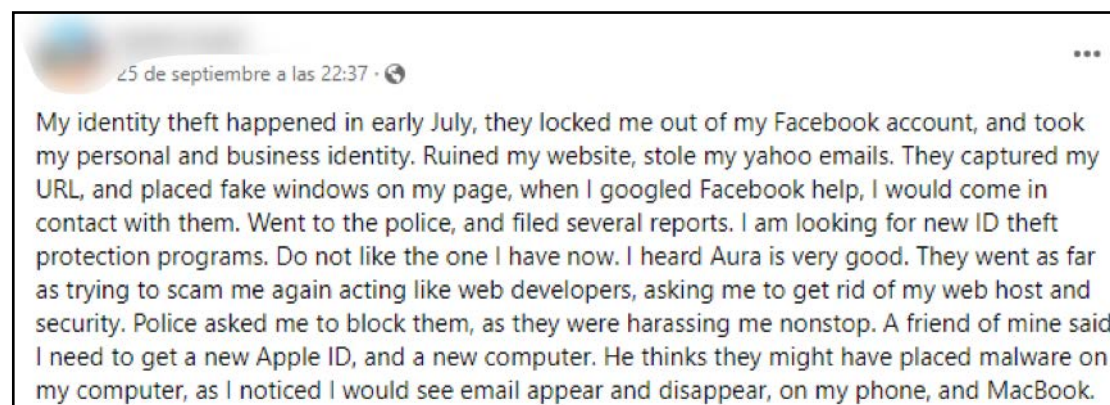 25 de septiembre a las 22:37 ·
My identity theft happened in early July, they locked me out of my Facebook account, and took
my personal and business identity. Ruined my website, stole my yahoo emails. They captured my
URL, and placed fake windows on my page, when I googled Facebook help, I would come in
contact with them. Went to the police, and filed several reports. I am looking for new ID theft
protection programs. Do not like the one I have now. I heard Aura is very good. They went as far
as trying to scam me again acting like web developers, asking me to get rid of my web host and
security. Police asked me to block them, as they were harassing me nonstop. A friend of mine said
I need to get a new Apple ID, and a new computer. He thinks they might have placed malware on
my computer, as I noticed I would see email appear and disappear, on my phone, and MacBook.